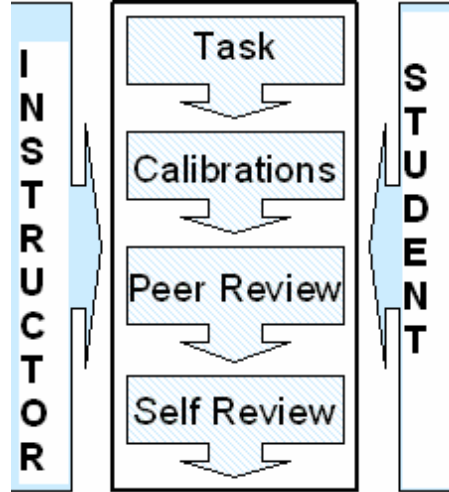 INSTRUCTOR
Task
Calibrations
Peer Review
Self Review
STUDENT